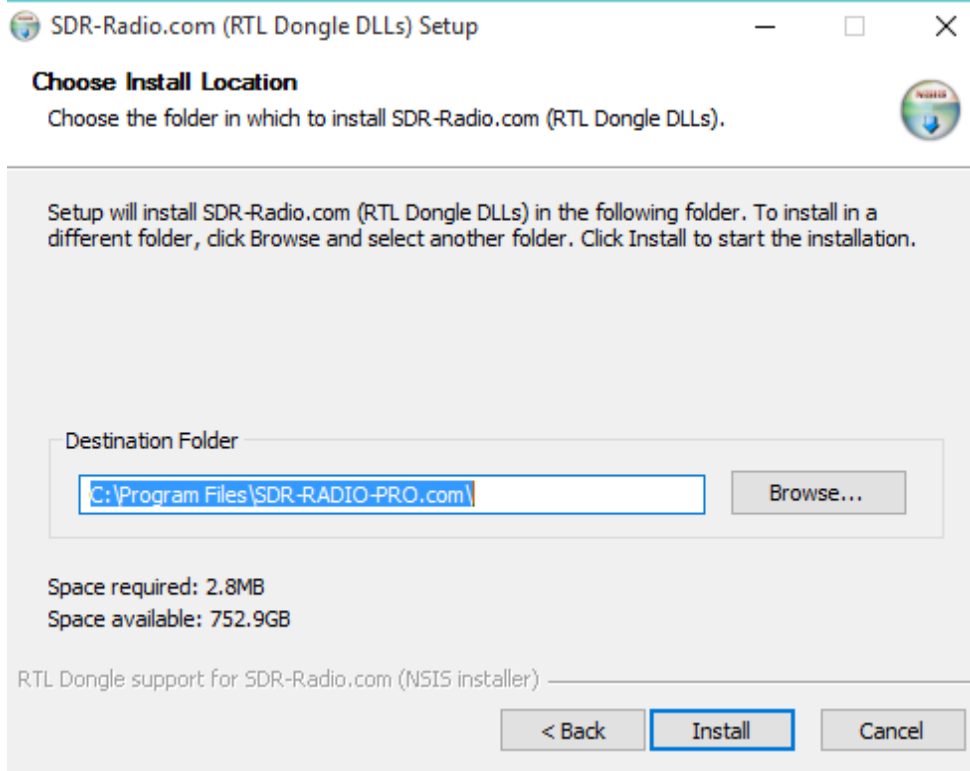 SDR-Radio.com (RTL Dongle DLLs) Setup
Choose Install Location
Choose the folder in which to install SDR-Radio.com (RTL Dongle DLLs).
NSIS
Setup will install SDR-Radio.com (RTL Dongle DLLs) in the following folder. To install in a
different folder, click Browse and select another folder. Click Install to start the installation.
Destination Folder
C:\Program Files\SDR-RADIO-PRO.com\
Browse...
Space required: 2.8MB
Space available: 752.9GB
RTL Dongle support for SDR-Radio.com (NSIS installer)
< Back
Install
Cancel